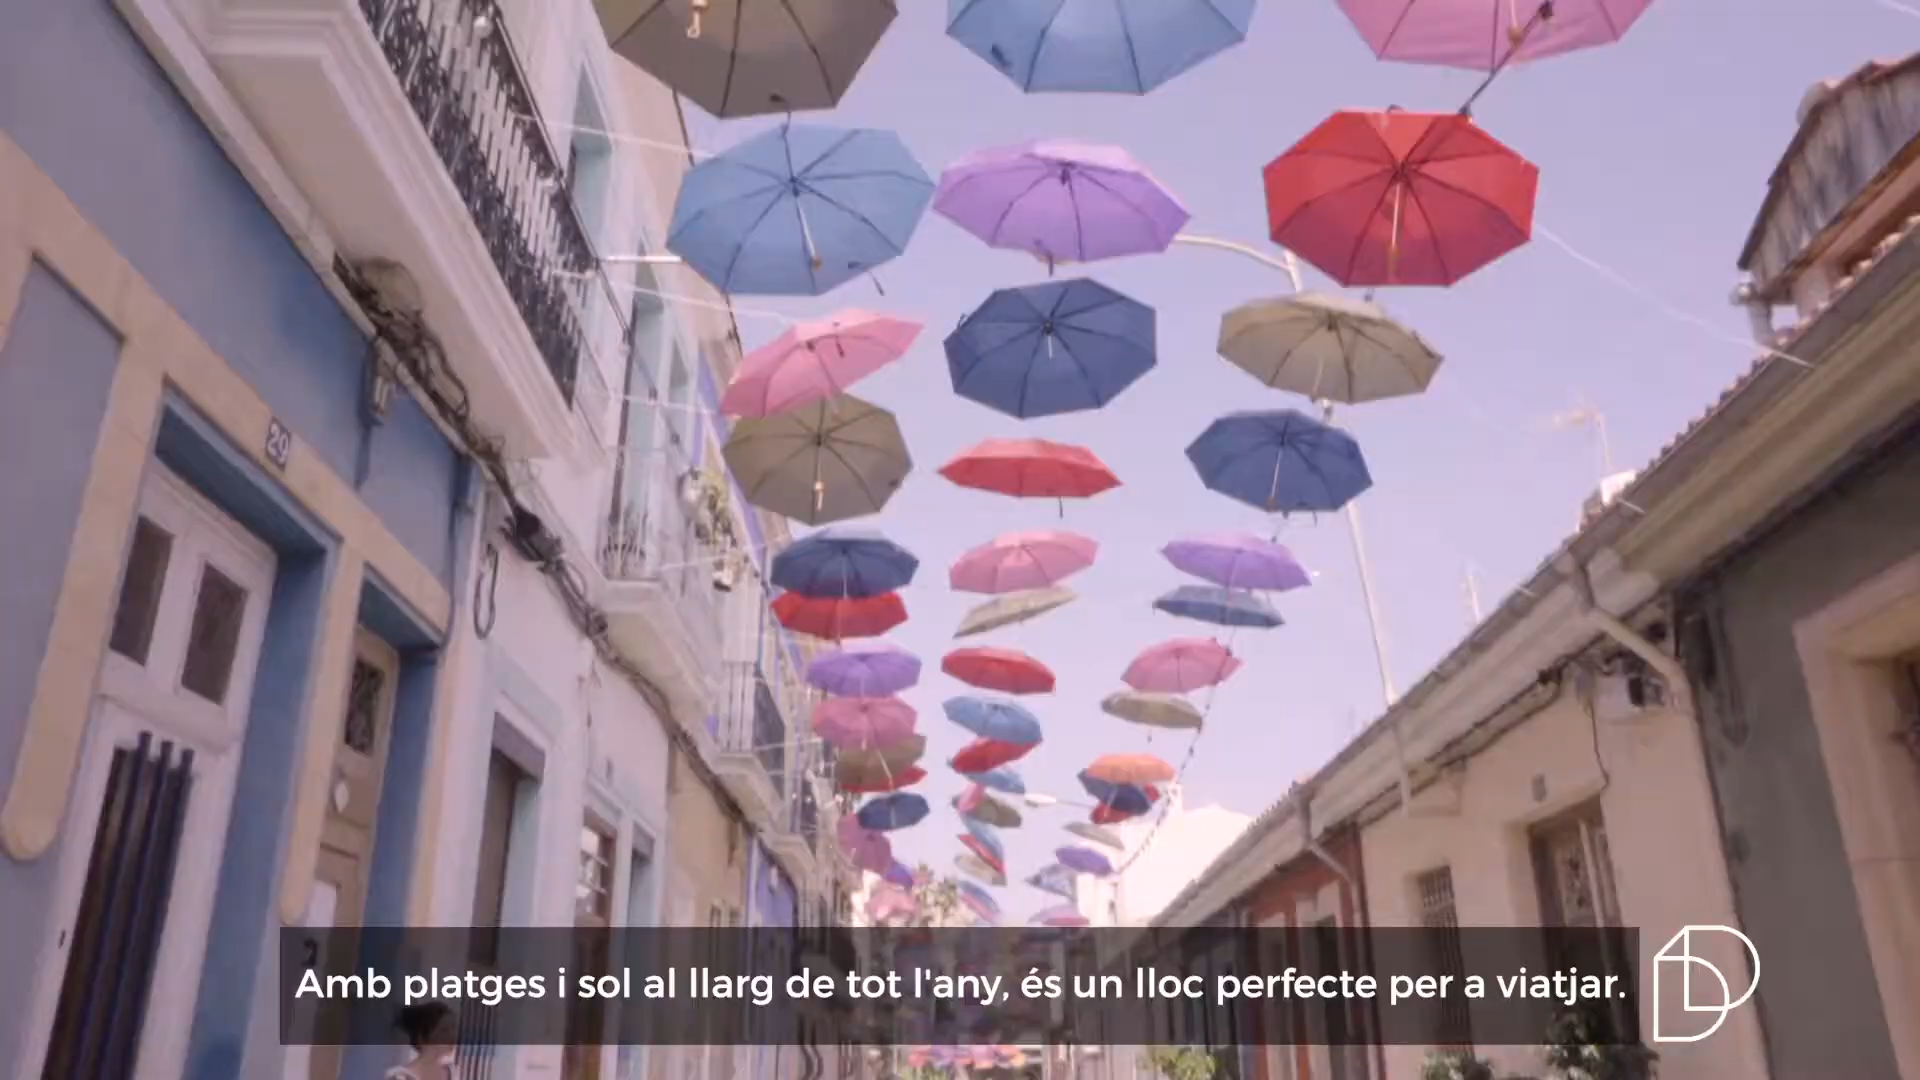 29
Amb platges i sol al llarg de tot l'any, és un lloc perfecte per a viatjar.